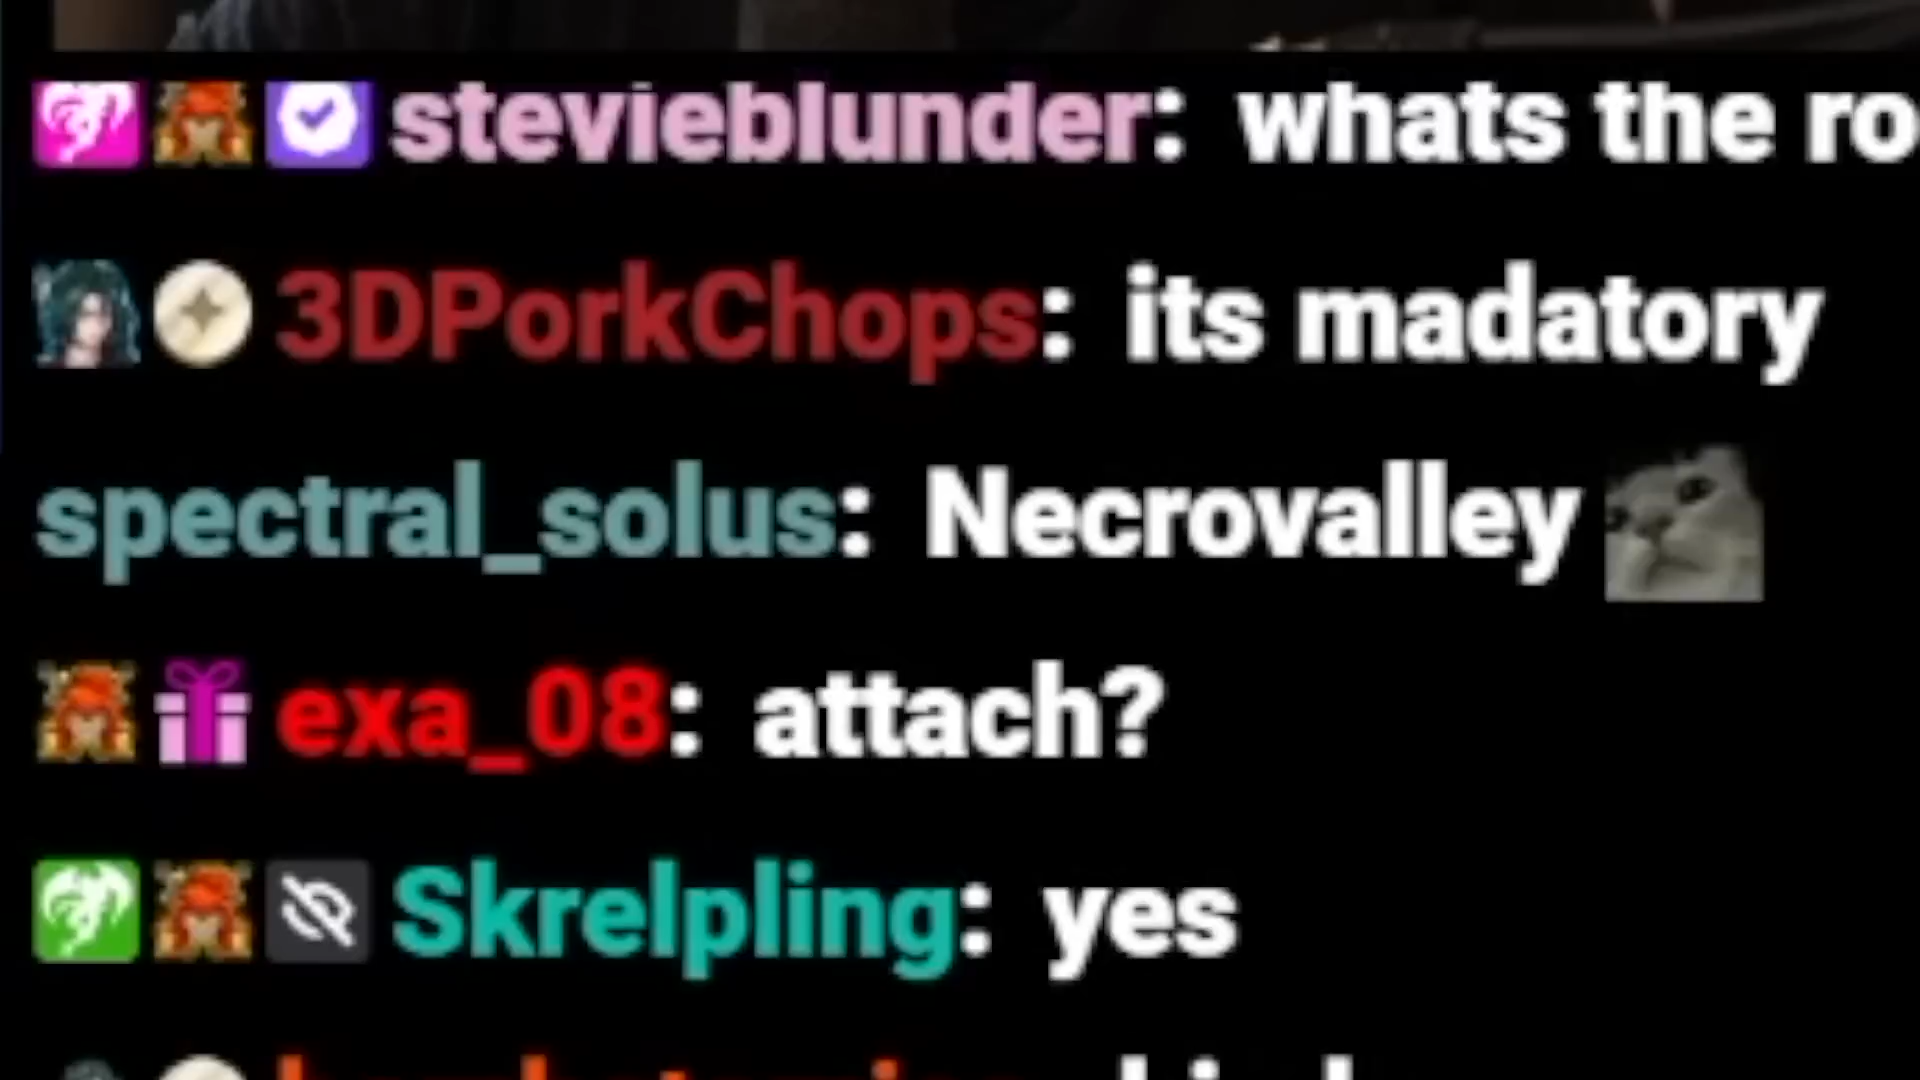 stevieblunder: whats the ro
3DPorkChops: its madatory
spectral_solus: Necrovalley
exa_08: attach?
Skrelpling: yes